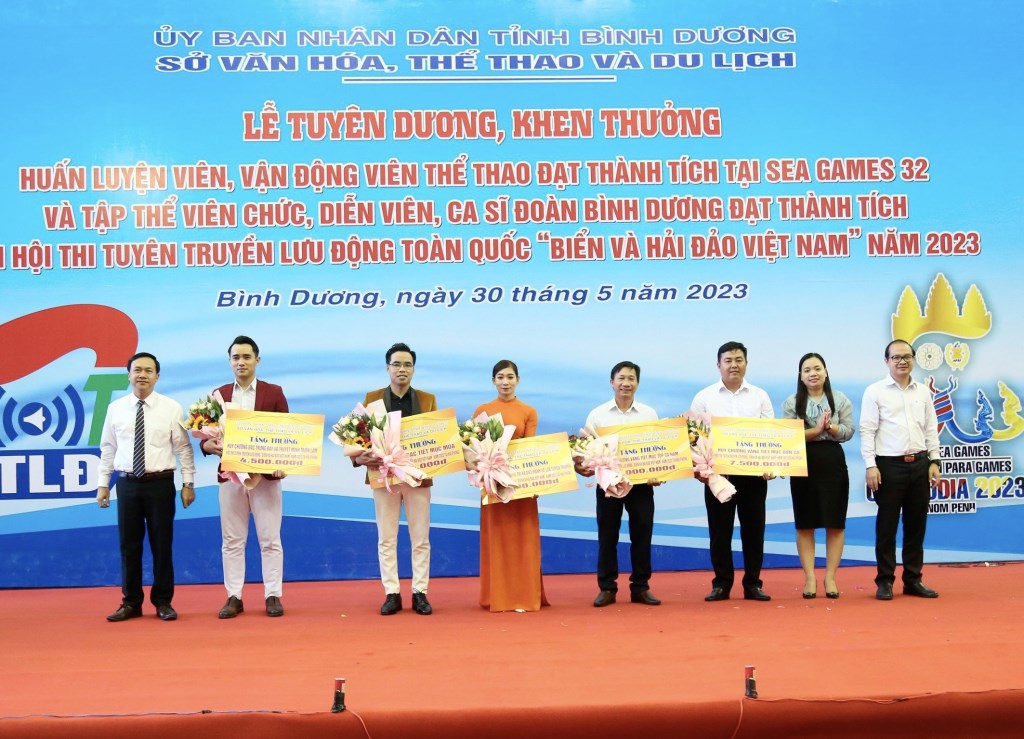 ỦY BAN NHÂN DÂN TỈNH BÌNH DƯƠNG
SỞ VĂN HÓA, THỂ THAO VÀ DU LỊCH
LỄ TUYÊN DƯƠNG, KHEN THƯỞNG
HUẤN LUYỆN VIÊN, VẬN ĐỘNG VIÊN THỂ THAO ĐẠT THÀNH TÍCH TẠI SEA GAMES 32
VÀ TẬP THỂ VIÊN CHỨC, DIỄN VIÊN, CA SĨ ĐOÀN BÌNH DƯƠNG ĐẠT THÀNH TÍCH
HỘI THI TUYÊN TRUYỀN LƯU ĐỘNG TOÀN QUỐC “BIỂN VÀ HẢI ĐẢO VIỆT NAM” NĂM 2023
Bình Dương, ngày 30 tháng 5 năm 2023
T
TLĐ
SEA GAMES
PARA GAMES
2023
TẶNG THƯỞNG
4.500.000đ
TẶNG THƯỞNG
TIẾT MỤC MÚA
TẶNG THƯỞNG
TẶNG THƯỞNG
TẶNG THƯỞNG
7.500.000đ